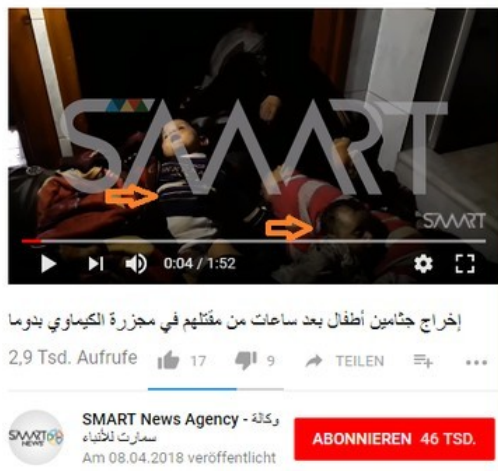 SMART
SMART
0:04 / 1:52
إخراج جثامين أطفال بعد ساعات من مقتلهم في مجزرة الكيماوي بدوما
2,9 Tsd. Aufrufe 17 9 TEILEN
SMART NEWS
SMART News Agency - وكالة
سمارت للأنباء
Am 08.04.2018 veröffentlicht
ABONNIEREN 46 TSD.